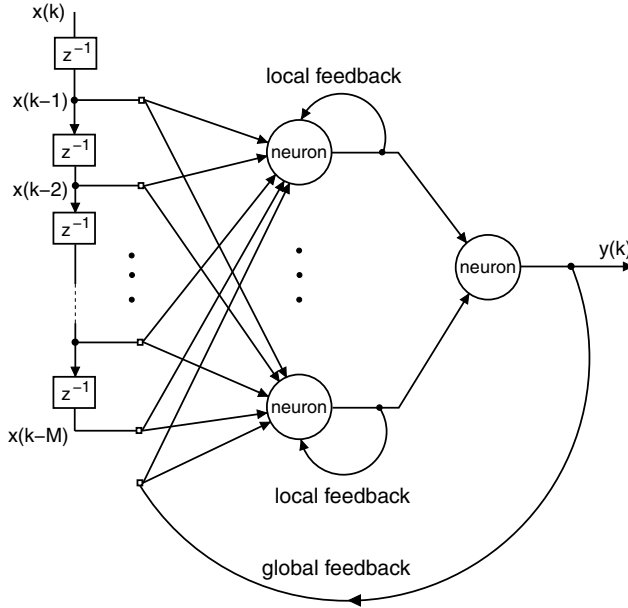 x(k)
z⁻¹
local feedback
x(k−1)
z⁻¹
neuron
x(k−2)
z⁻¹
neuron
y(k)
z⁻¹
neuron
x(k−M)
local feedback
global feedback